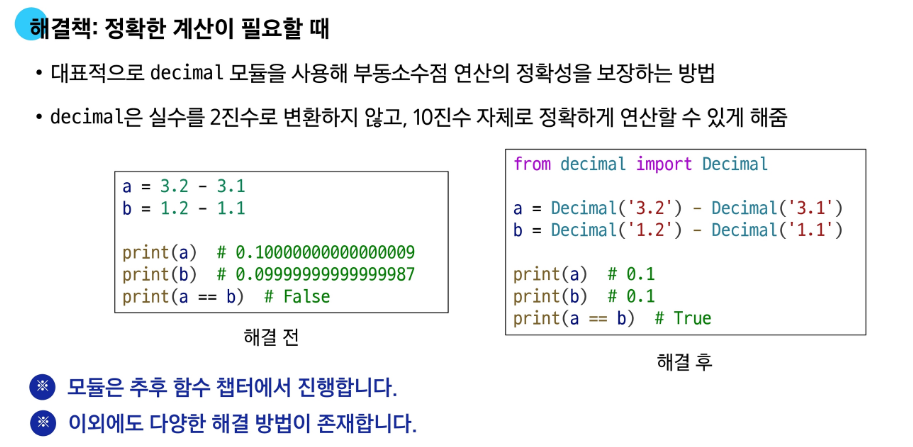 해결책: 정확한 계산이 필요할 때
• 대표적으로 decimal 모듈을 사용해 부동소수점 연산의 정확성을 보장하는 방법
• decimal은 실수를 2진수로 변환하지 않고, 10진수 자체로 정확하게 연산할 수 있게 해줌
a = 3.2 - 3.1
b = 1.2 - 1.1
print(a)  # 0.10000000000000009
print(b)  # 0.09999999999999987
print(a == b)  # False
해결 전
from decimal import Decimal
a = Decimal('3.2') - Decimal('3.1')
b = Decimal('1.2') - Decimal('1.1')
print(a)  # 0.1
print(b)  # 0.1
print(a == b)  # True
해결 후
※ 모듈은 추후 함수 챕터에서 진행합니다.
※ 이외에도 다양한 해결 방법이 존재합니다.